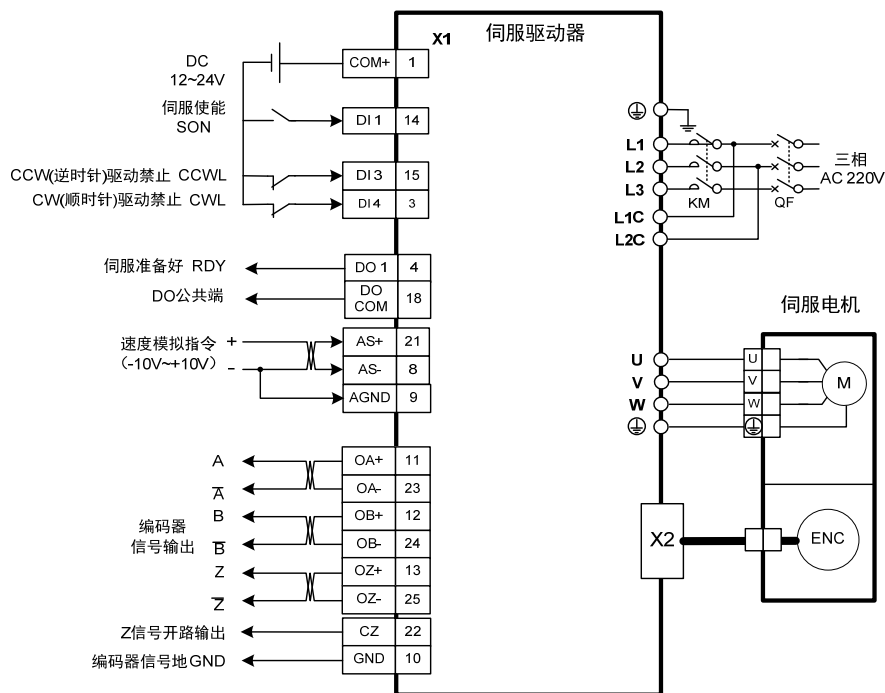 伺服驱动器
X1
DC
12~24V
COM+ 1
伺服使能
SON
DI 1 14
CCW(逆时针)驱动禁止 CCWL
DI 3 15
CW(顺时针)驱动禁止 CWL
DI 4 3
伺服准备好 RDY
DO 1 4
DO公共端
DO
COM
18
速度模拟指令
(-10V~+10V)
+
-
AS+ 21
AS- 8
AGND 9
A
OA+ 11
A
OA- 23
B
OB+ 12
编码器
信号输出
B
OB- 24
Z
OZ+ 13
Z
OZ- 25
Z信号开路输出
CZ 22
编码器信号地GND
GND 10
L1
L2
L3
L1C
L2C
KM
QF
三相
AC 220V
伺服电机
U
V
W
U
V
W
M
X2
ENC